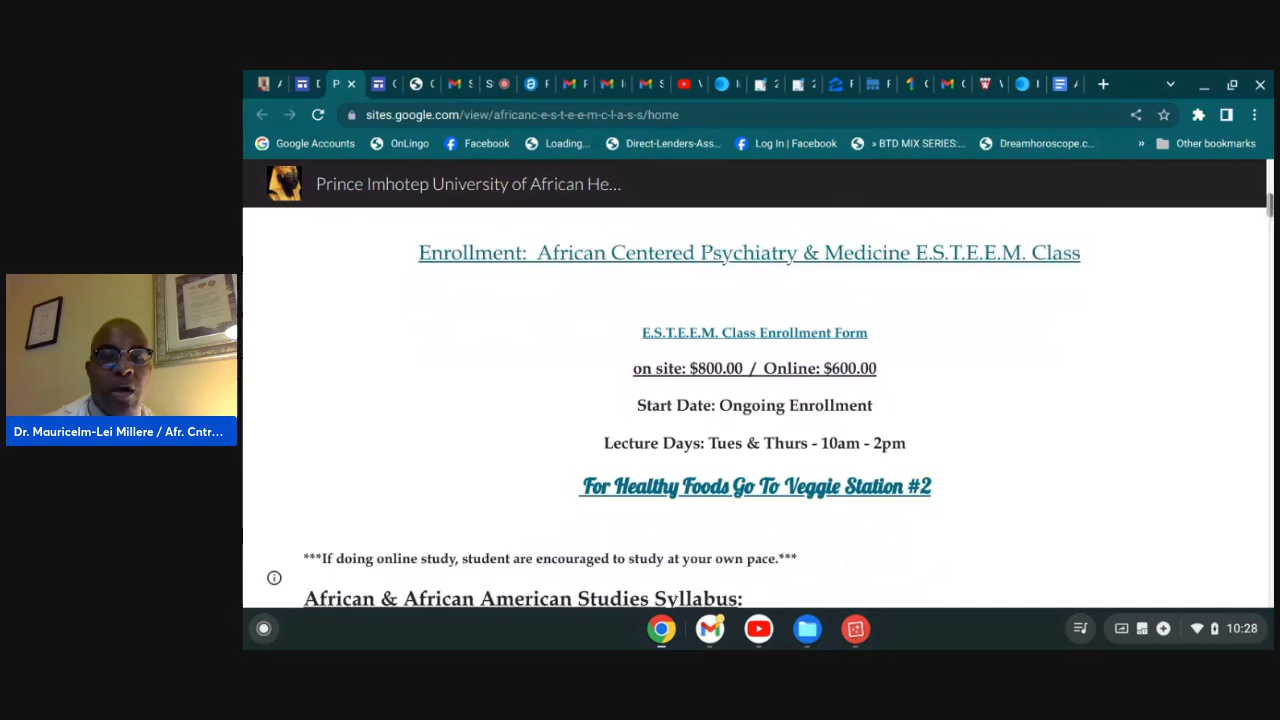 sites.google.com/view/africanc-e-s-t-e-e-m-c-l-a-s-s/home
Google Accounts
OnLingo
Facebook
Loading...
Direct-Lenders-Ass...
Log In | Facebook
» BTD MIX SERIES:...
Dreamhoroscope.c...
»
Other bookmarks
Prince Imhotep University of African He...
Enrollment: African Centered Psychiatry & Medicine E.S.T.E.E.M. Class
E.S.T.E.E.M. Class Enrollment Form
on site: $800.00 / Online: $600.00
Start Date: Ongoing Enrollment
Lecture Days: Tues & Thurs - 10am - 2pm
For Healthy Foods Go To Veggie Station #2
***If doing online study, student are encouraged to study at your own pace.***
African & African American Studies Syllabus:
Dr. Mauricelm-Lei Millere / Afr. Cntr...
10:28